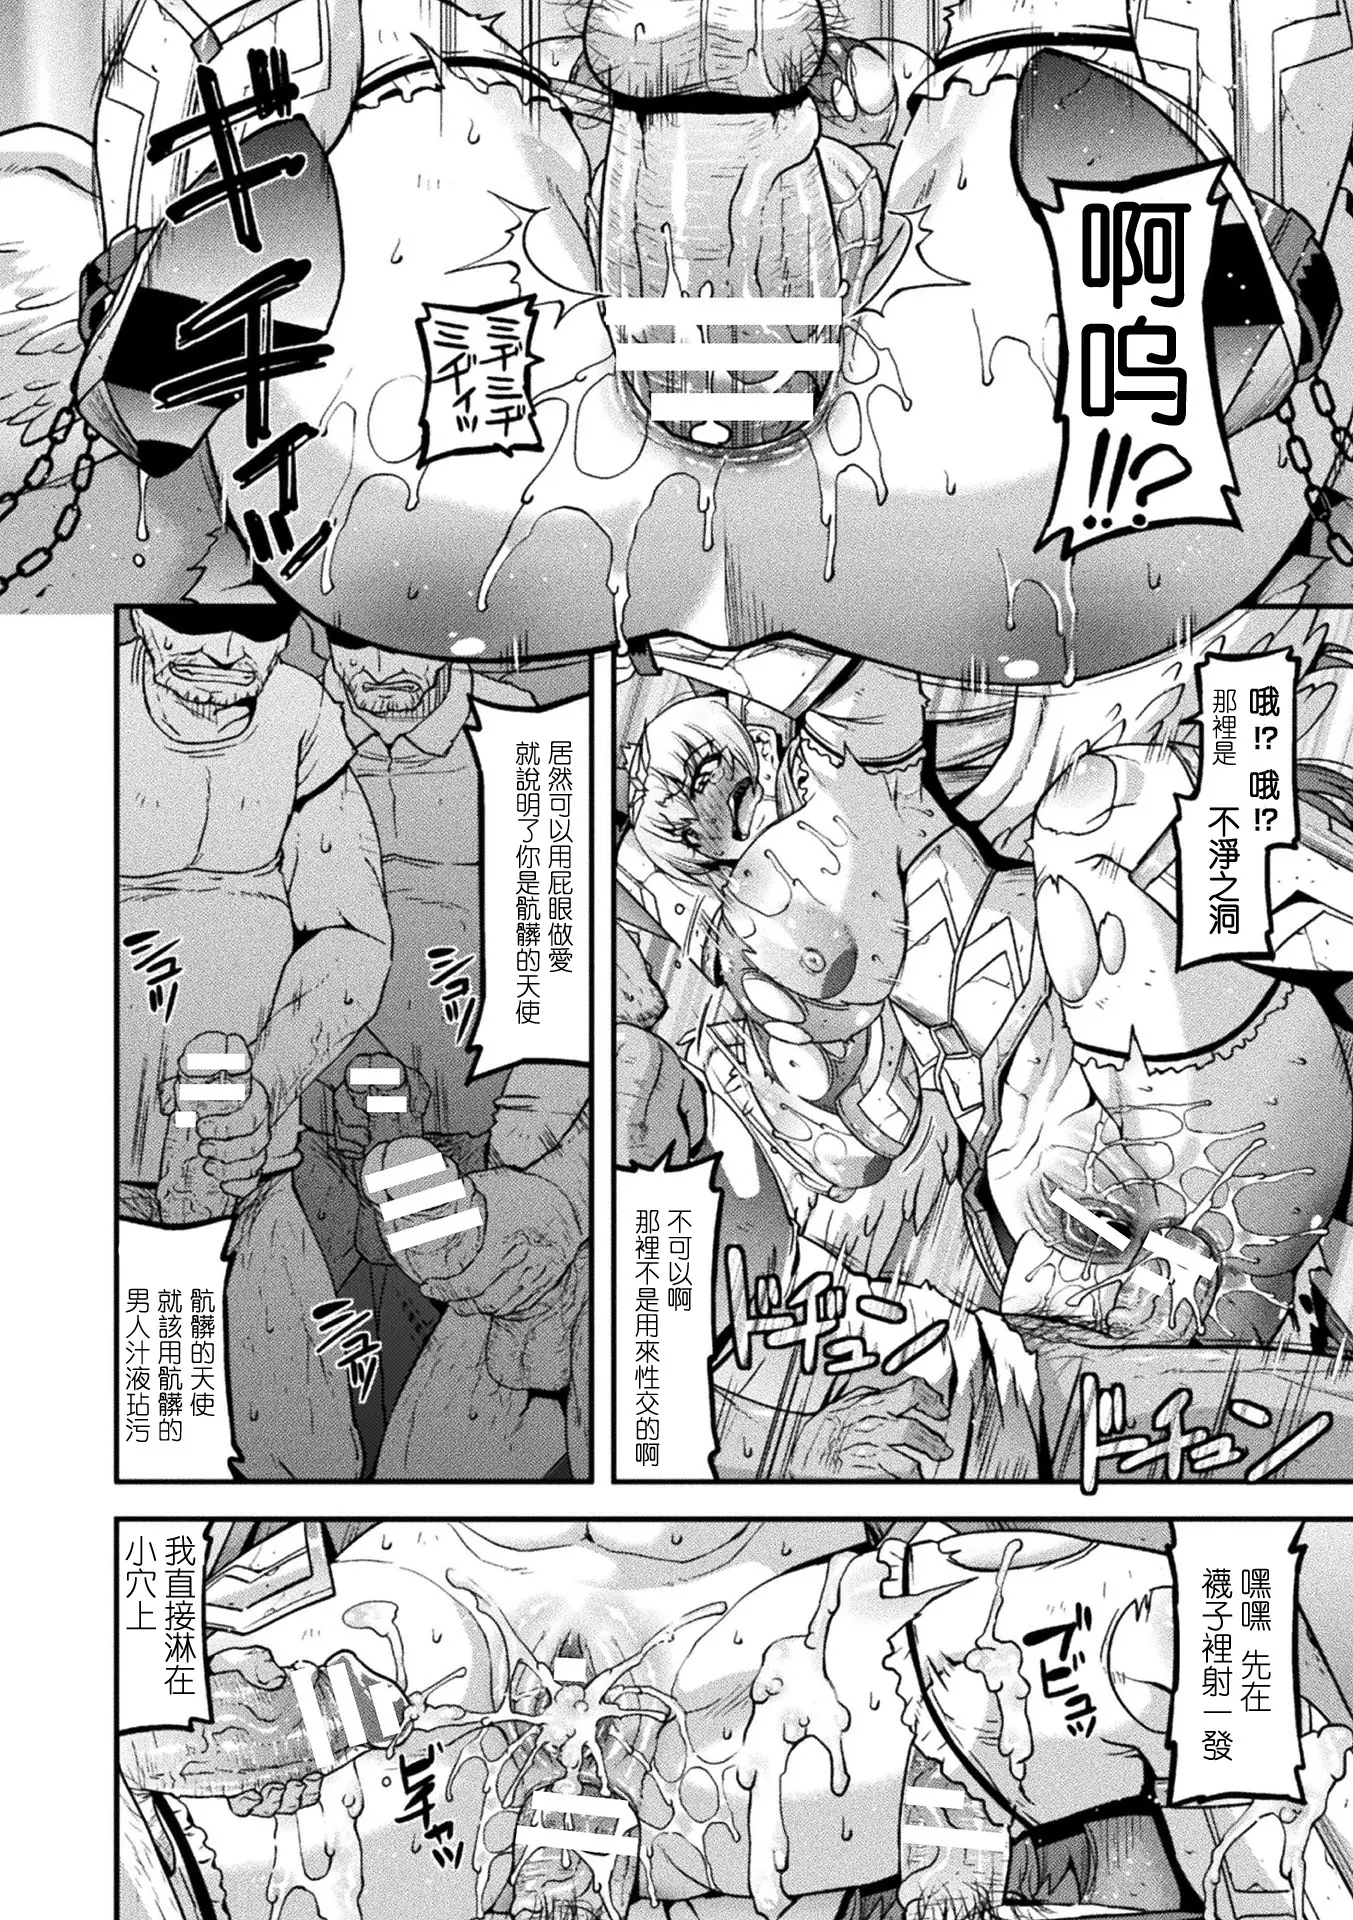 啊
呜!!?
ミヂミヂ
ミヂィッ
ギギィィ
哦!? 哦!?
那裡是
不淨之洞
不可以啊
那裡不是用來性交的啊
ドチュン
ドチュン
居然可以用屁眼做愛
就說明了你是骯髒的天使
シュッ
シュッ
骯髒的天使
就該用骯髒的
男人汁液玷污
嘿嘿 先在
襪子裡射一發
ビュッ
我直接淋在
小穴上
ビチャッ